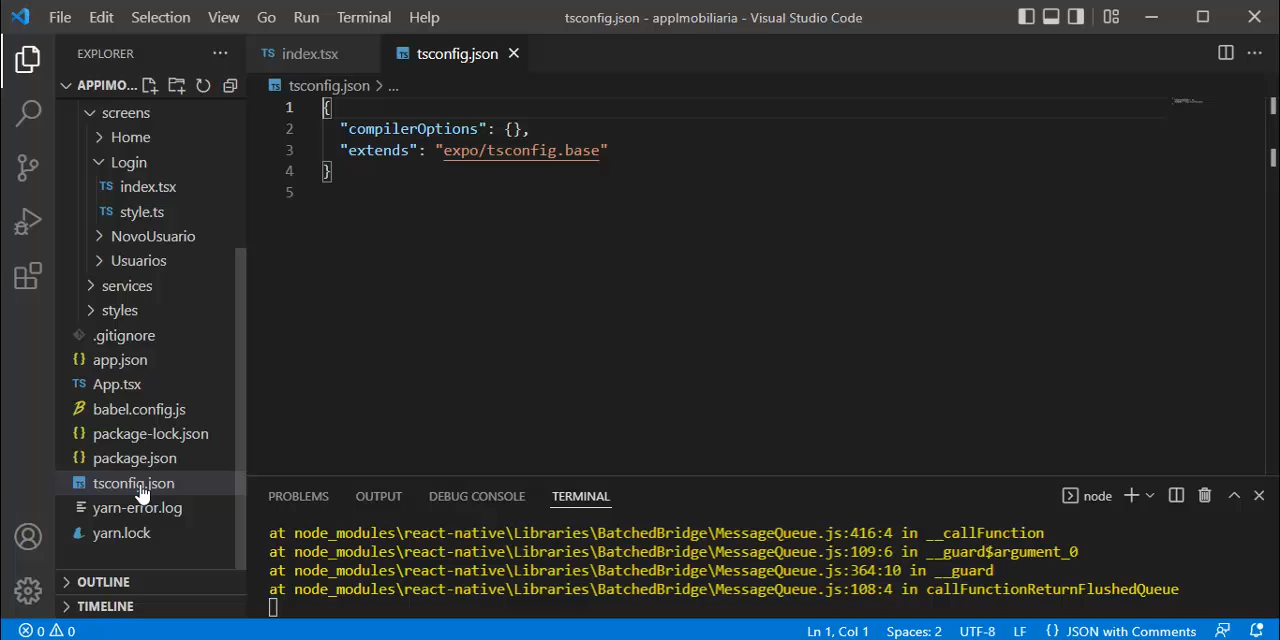 File Edit Selection View Go Run Terminal Help
tsconfig.json - appImobiliaria - Visual Studio Code
EXPLORER
APPIMO...
screens
Home
Login
TS index.tsx
TS style.ts
NovoUsuario
Usuarios
services
styles
.gitignore
{} app.json
TS App.tsx
babel.config.js
{} package-lock.json
{} package.json
TS tsconfig.json
yarn-error.log
yarn.lock
OUTLINE
TIMELINE
TS index.tsx
TS tsconfig.json
TS tsconfig.json > ...
1 {
2 "compilerOptions": {},
3 "extends": "expo/tsconfig.base"
4 }
5
PROBLEMS OUTPUT DEBUG CONSOLE TERMINAL
node
at node_modules\react-native\Libraries\BatchedBridge\MessageQueue.js:416:4 in __callFunction
at node_modules\react-native\Libraries\BatchedBridge\MessageQueue.js:109:6 in __guard$argument_0
at node_modules\react-native\Libraries\BatchedBridge\MessageQueue.js:364:10 in __guard
at node_modules\react-native\Libraries\BatchedBridge\MessageQueue.js:108:4 in callFunctionReturnFlushedQueue
0 0
Ln 1, Col 1 Spaces: 2 UTF-8 LF {} JSON with Comments